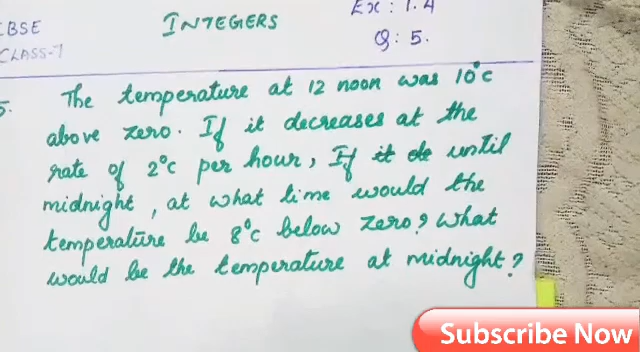 CBSE
INTEGERS
Ex: 1.4
CLASS-7
Q: 5.
5. The temperature at 12 noon was 10°c
above zero. If it decreases at the
rate of 2°c per hour, If it de until
midnight, at what time would the
temperature be 8°c below zero? What
would be the temperature at midnight?
Subscribe Now